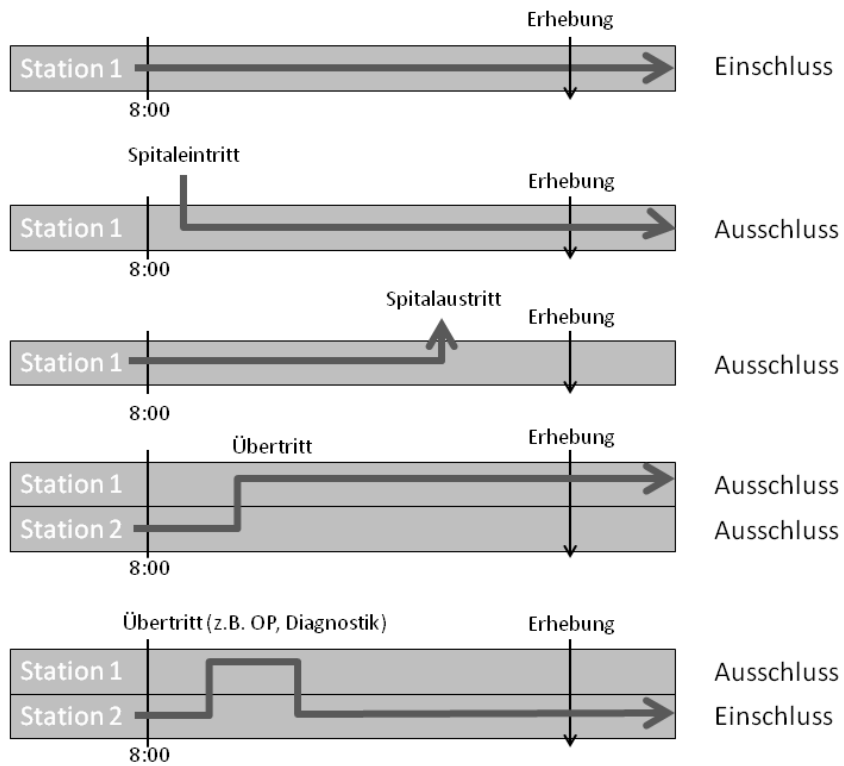 Erhebung
Station 1 Einschluss
8:00
Spitaleintritt
Erhebung
Station 1 Ausschluss
8:00
Spitalaustritt
Erhebung
Station 1 Ausschluss
8:00
Übertritt Erhebung
Station 1 Ausschluss
Station 2 Ausschluss
8:00
Übertritt (z.B. OP, Diagnostik) Erhebung
Station 1 Ausschluss
Station 2 Einschluss
8:00